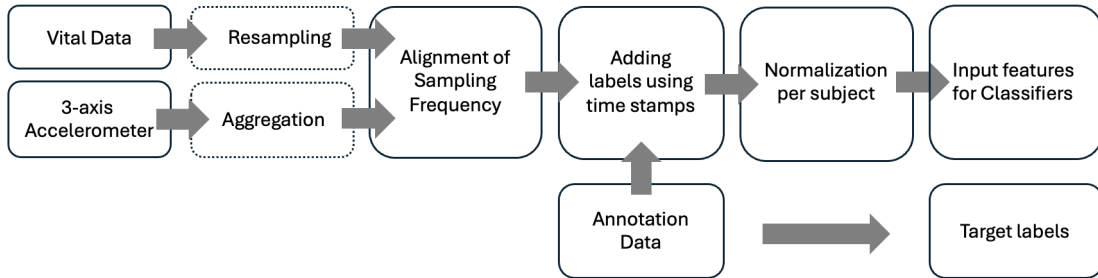 Vital Data
Resampling
3-axis
Accelerometer
Aggregation
Alignment of
Sampling
Frequency
Adding
labels using
time stamps
Normalization
per subject
Input features
for Classifiers
Annotation
Data
Target labels